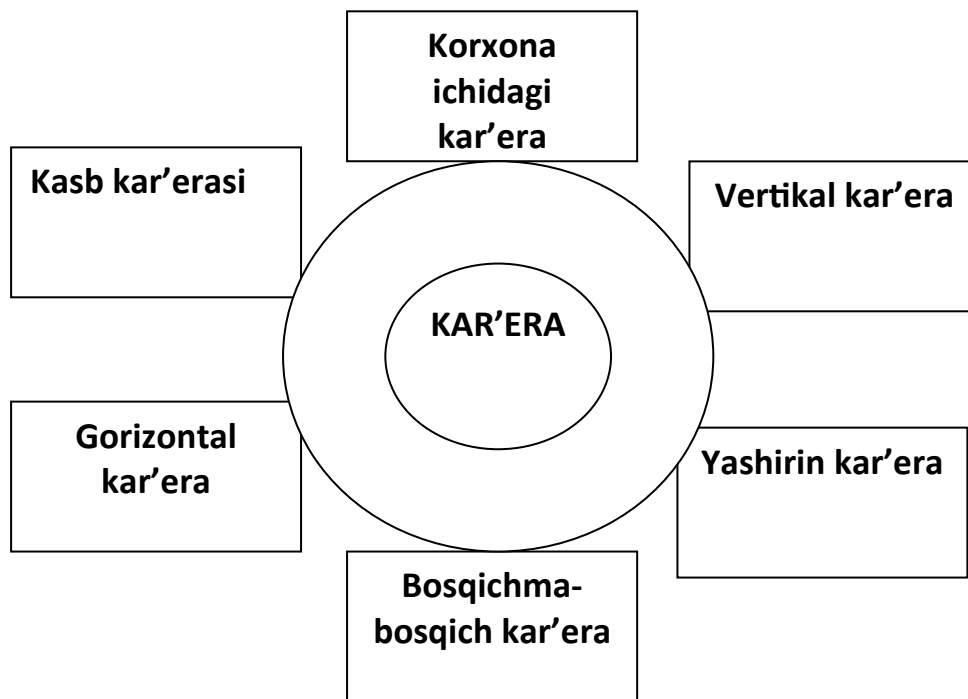 Korxona
ichidagi
kar’era
Kasb kar’erasi
Vertikal kar’era
KAR’ERA
Gorizontal
kar’era
Yashirin kar’era
Bosqichma-
bosqich kar’era